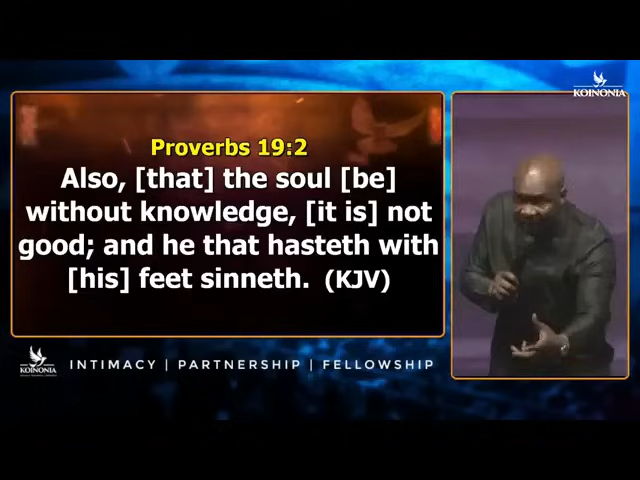 KOINONIA
Proverbs 19:2
Also, [that] the soul [be]
without knowledge, [it is] not
good; and he that hasteth with
[his] feet sinneth. (KJV)
KOINONIA
INTIMACY | PARTNERSHIP | FELLOWSHIP